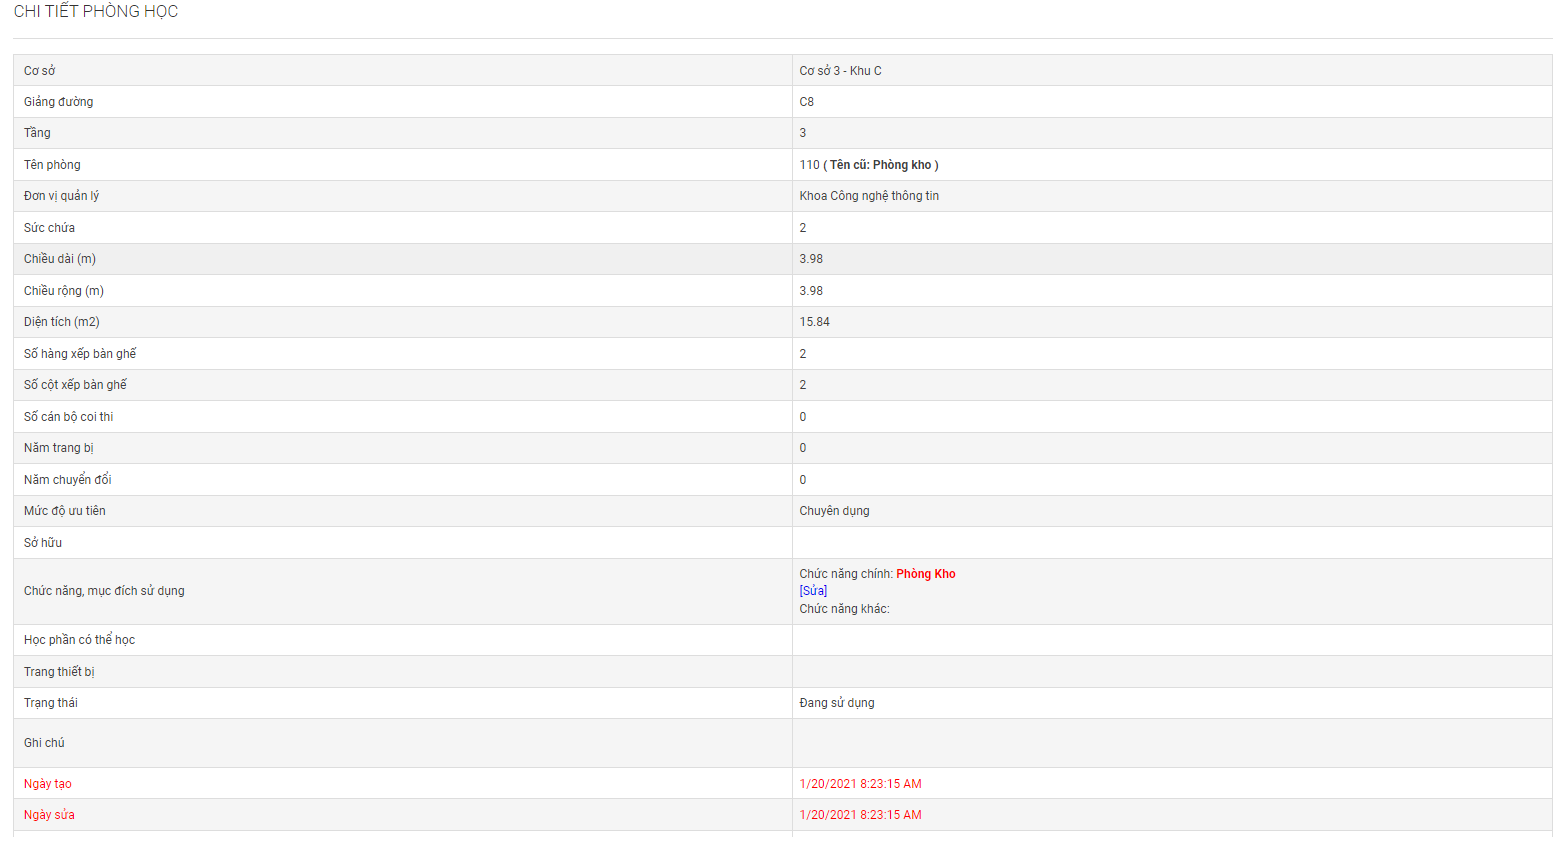 CHI TIẾT PHÒNG HỌC
Cơ sở Cơ sở 3 - Khu C
Giảng đường C8
Tầng 3
Tên phòng 110 ( Tên cũ: Phòng kho )
Đơn vị quản lý Khoa Công nghệ thông tin
Sức chứa 2
Chiều dài (m) 3.98
Chiều rộng (m) 3.98
Diện tích (m2) 15.84
Số hàng xếp bàn ghế 2
Số cột xếp bàn ghế 2
Số cán bộ coi thi 0
Năm trang bị 0
Năm chuyển đổi 0
Mức độ ưu tiên Chuyên dụng
Sở hữu
Chức năng, mục đích sử dụng
Chức năng chính: Phòng Kho
[Sửa]
Chức năng khác:
Học phần có thể học
Trang thiết bị
Trạng thái Đang sử dụng
Ghi chú
Ngày tạo 1/20/2021 8:23:15 AM
Ngày sửa 1/20/2021 8:23:15 AM